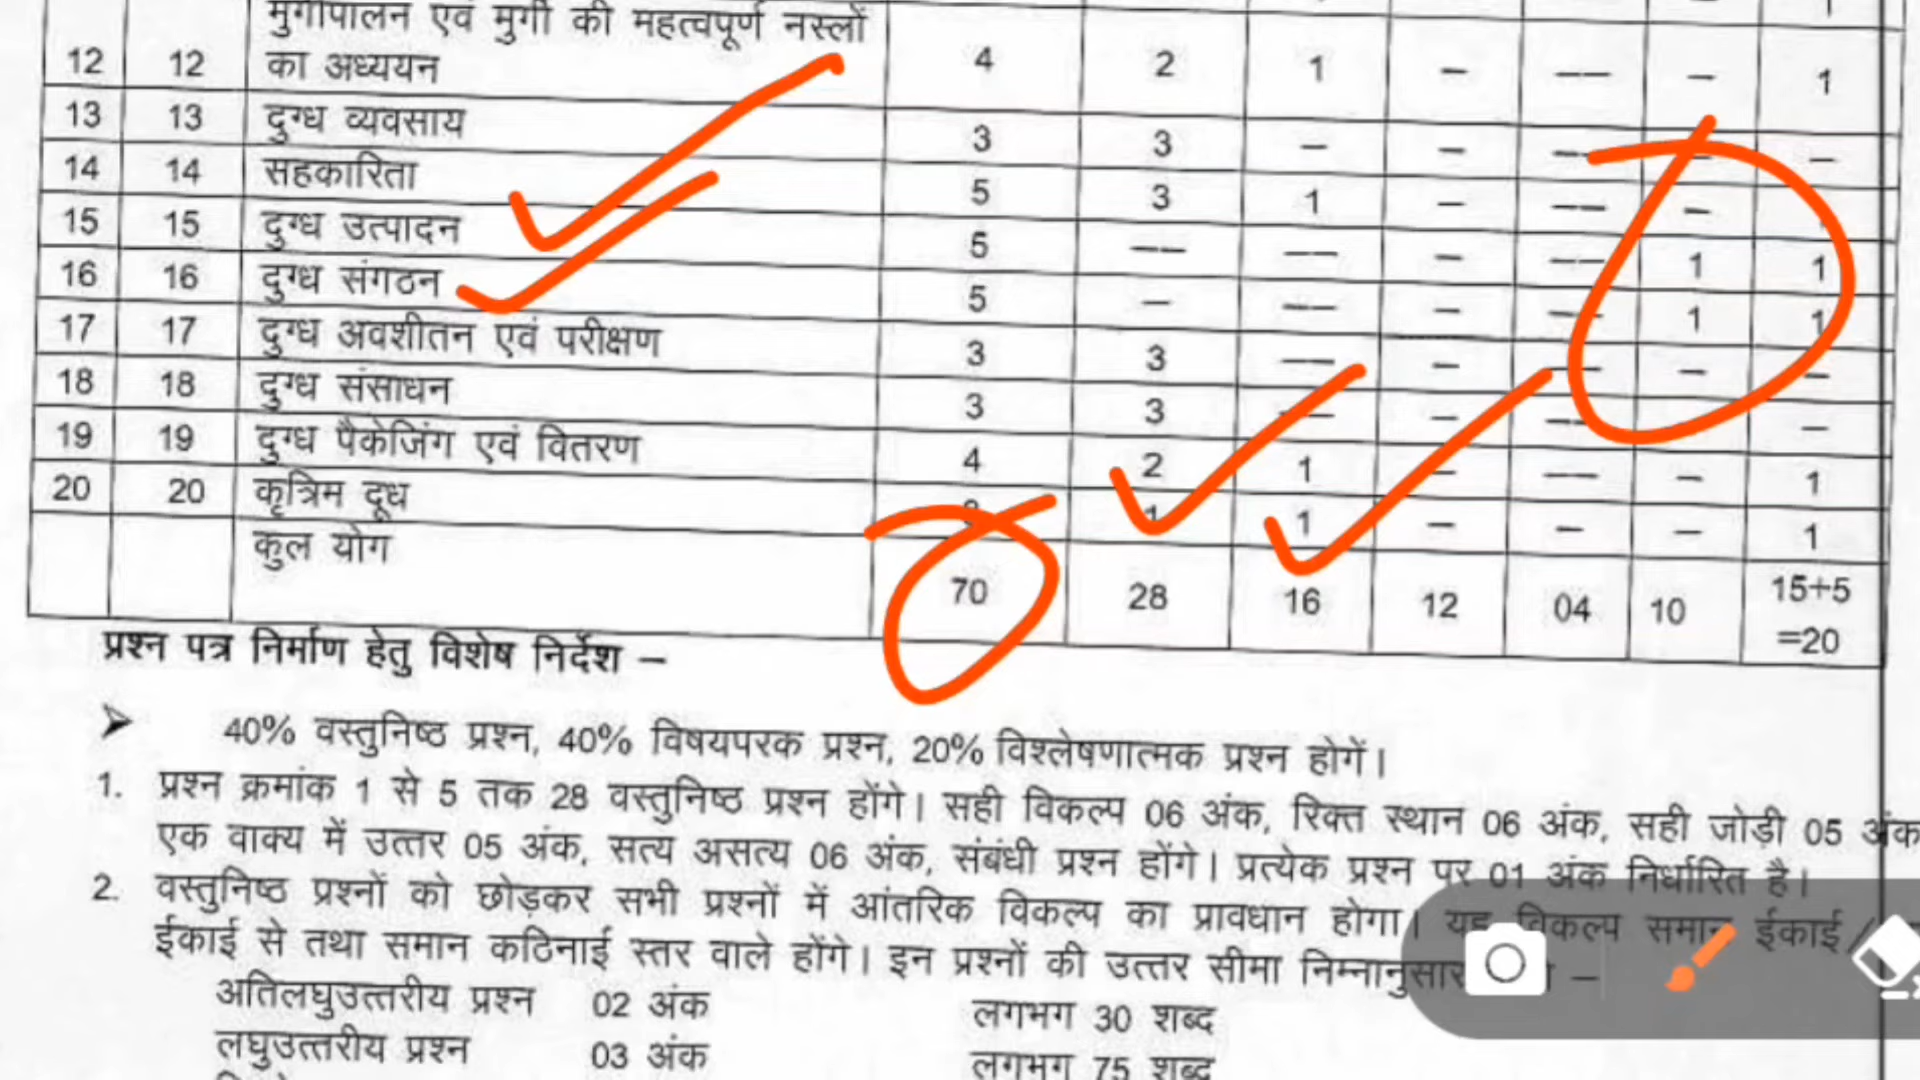 मुर्गीपालन एवं मुर्गी की महत्वपूर्ण नस्लों
12 12 का अध्ययन 4 2 1 – –– – 1
13 13 दुग्ध व्यवसाय 3 3 – – –– – –
14 14 सहकारिता 5 3 1 – –– –
15 15 दुग्ध उत्पादन 5 –– –– – –– 1 1
16 16 दुग्ध संगठन 5 – –– – –– 1 1
17 17 दुग्ध अवशीतन एवं परीक्षण 3 3 –– – – – –
18 18 दुग्ध संसाधन 3 3 –– – –– –
19 19 दुग्ध पैकेजिंग एवं वितरण 4 2 1 – –– – 1
20 20 कृत्रिम दूध 1 1 – – – 1
कुल योग 70 28 16 12 04 10 15+5
=20
प्रश्न पत्र निर्माण हेतु विशेष निर्देश –
➤ 40% वस्तुनिष्ठ प्रश्न, 40% विषयपरक प्रश्न, 20% विश्लेषणात्मक प्रश्न होगें।
1. प्रश्न क्रमांक 1 से 5 तक 28 वस्तुनिष्ठ प्रश्न होंगे। सही विकल्प 06 अंक, रिक्त स्थान 06 अंक, सही जोड़ी 05 अंक
एक वाक्य में उत्तर 05 अंक, सत्य असत्य 06 अंक, संबंधी प्रश्न होंगे। प्रत्येक प्रश्न पर 01 अंक निर्धारित है।
2. वस्तुनिष्ठ प्रश्नों को छोड़कर सभी प्रश्नों में आंतरिक विकल्प का प्रावधान होगा। यह विकल्प समान ईकाई/
ईकाई से तथा समान कठिनाई स्तर वाले होंगे। इन प्रश्नों की उत्तर सीमा निम्नानुसार –
अतिलघुउत्तरीय प्रश्न 02 अंक लगभग 30 शब्द
लघुउत्तरीय प्रश्न 03 अंक लगभग 75 शब्द